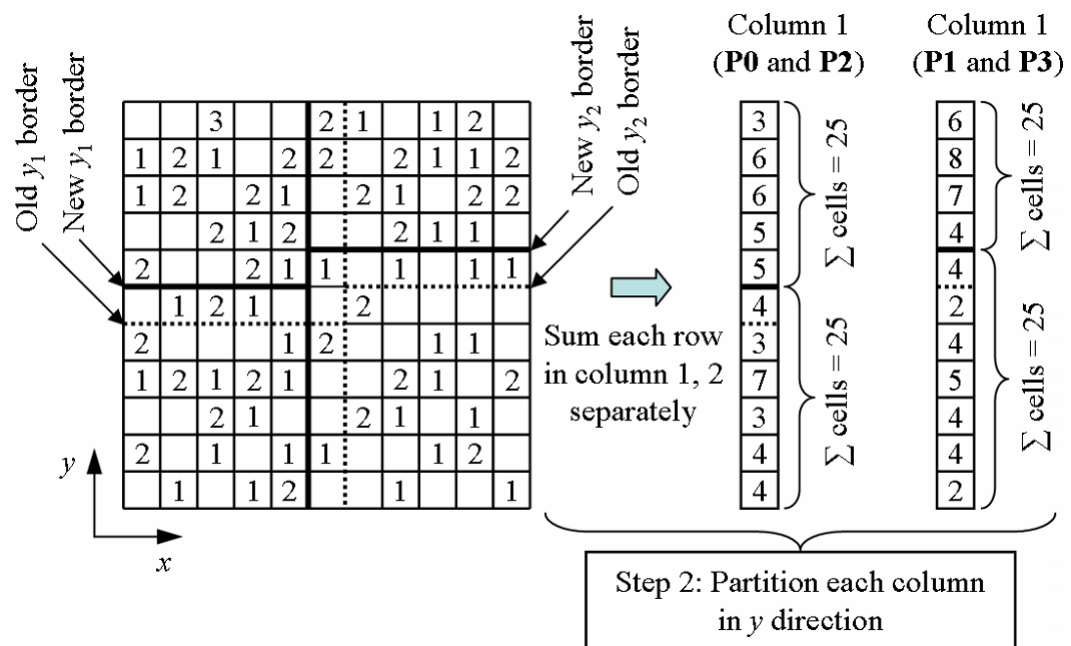 Column 1
(P0 and P2)
Column 1
(P1 and P3)
Old y1 border
New y1 border
New y2 border
Old y2 border
3 2 1 1 2
1 2 1 2 2 2 1 1 2
1 2 2 1 2 1 2 2
2 1 2 2 1 1
2 2 1 1 1 1 1
1 2 1 2
2 1 2 1 1
1 2 1 2 1 2 1 2
2 1 2 1 1
2 1 1 1 1 2
1 1 2 1 1
Sum each row
in column 1, 2
separately
3
6
6
5
5
4
3
7
3
4
4
∑ cells = 25
∑ cells = 25
6
8
7
4
4
2
4
5
4
4
2
∑ cells = 25
∑ cells = 25
y
x
Step 2: Partition each column
in y direction